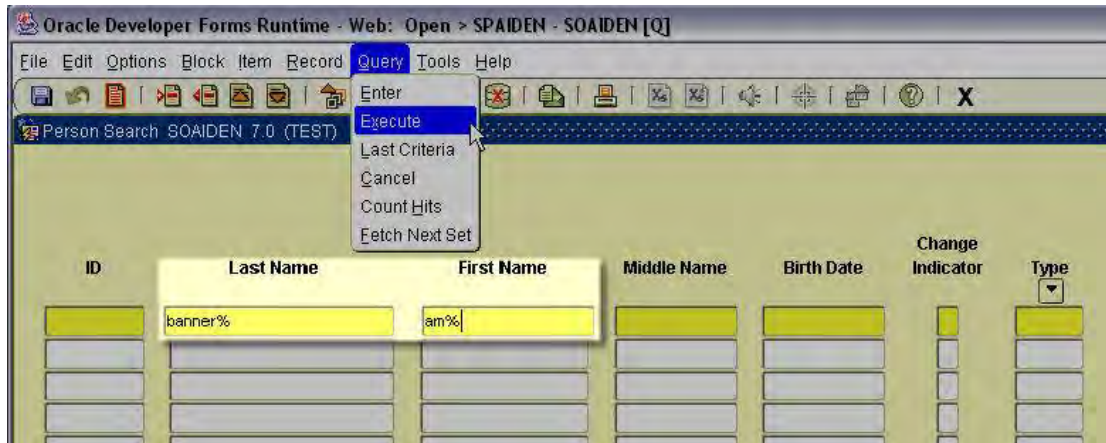 Oracle Developer Forms Runtime - Web: Open > SPAIDEN - SOAIDEN [Q]
File Edit Options Block Item Record Query Tools Help
Enter
Person Search SOAIDEN 7.0 (TEST)
Execute
Last Criteria
Cancel
Count Hits
Fetch Next Set
ID Last Name First Name Middle Name Birth Date Change Indicator Type
banner% am%